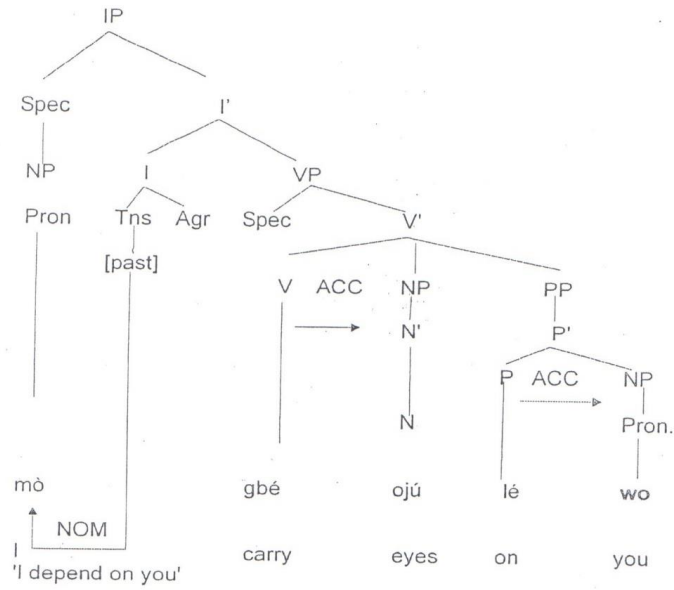 IP
Spec I'
NP I VP
Pron Tns Agr Spec V'
[past]
V ACC NP PP
N' P'
P ACC NP
N Pron.
mò gbé ojú lé wo
NOM
I carry eyes on you
'I depend on you'